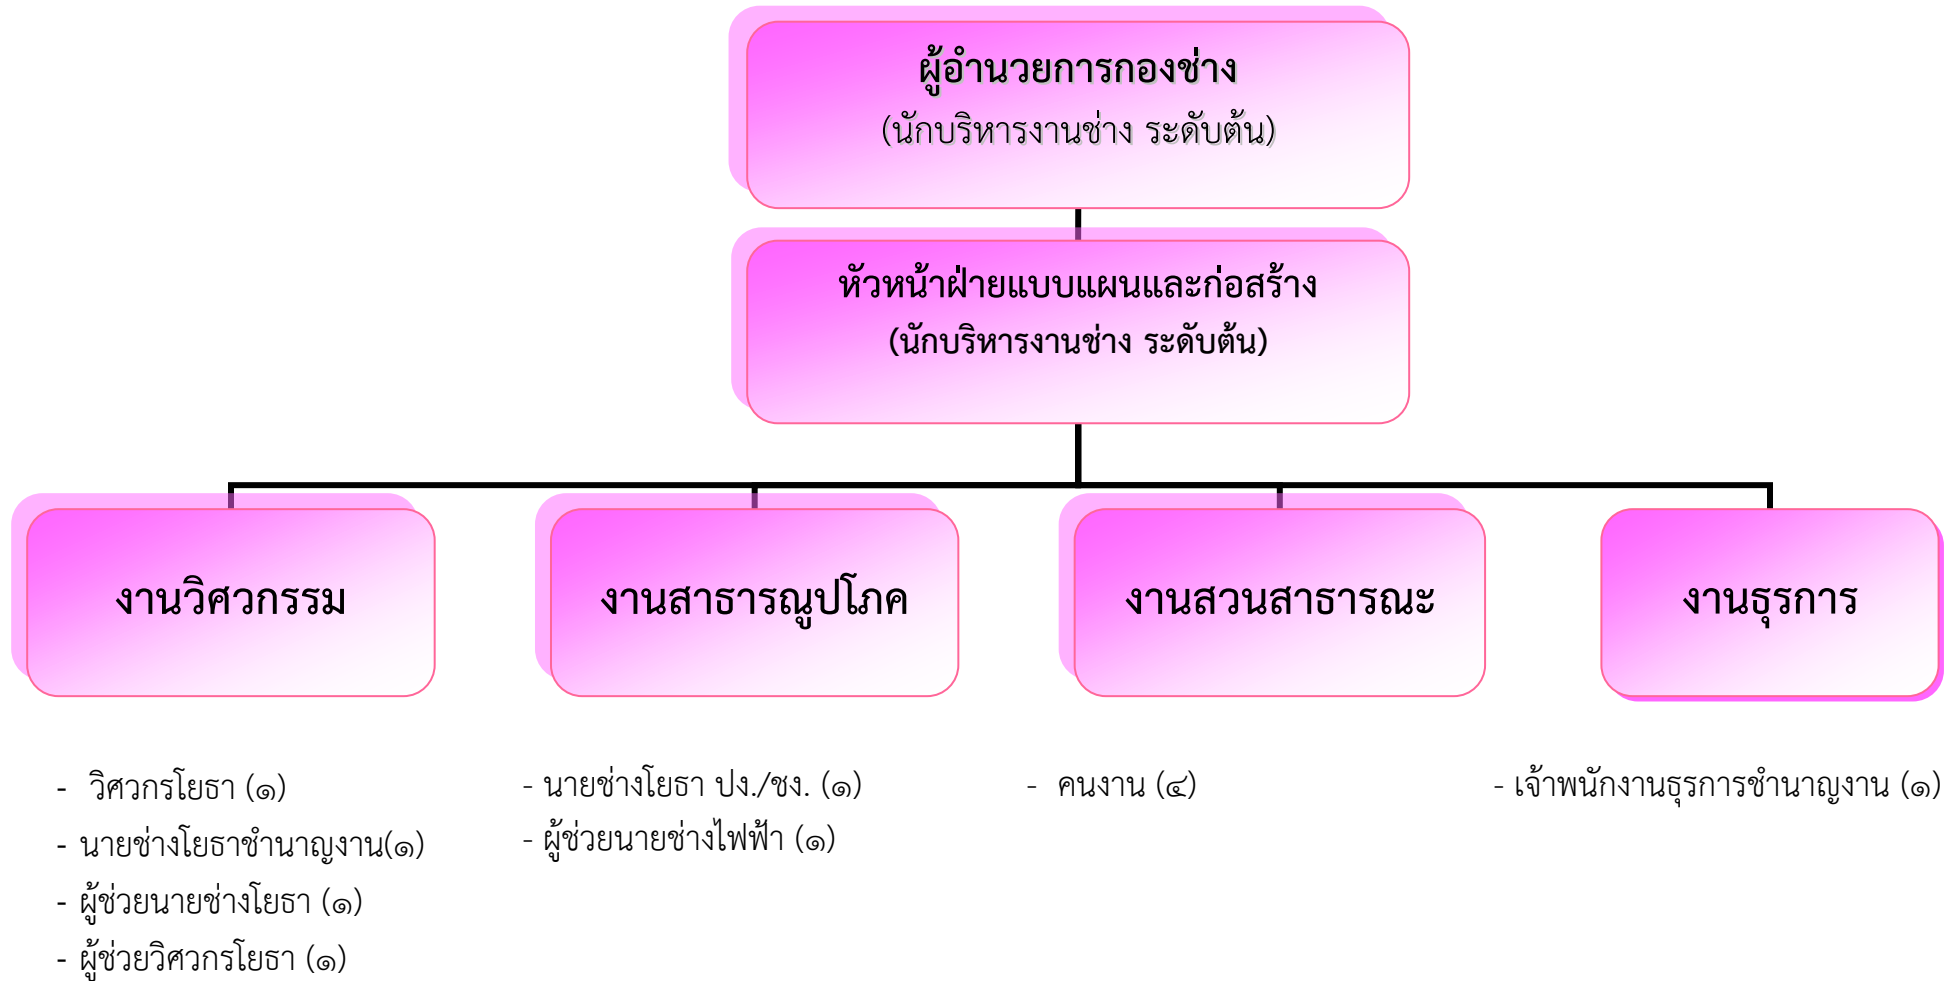 ผู้อำนวยการกองช่าง
(นักบริหารงานช่าง ระดับต้น)
หัวหน้าฝ่ายแบบแผนและก่อสร้าง
(นักบริหารงานช่าง ระดับต้น)
งานวิศวกรรม
งานสาธารณูปโภค
งานสวนสาธารณะ
งานธุรการ
- วิศวกรโยธา (๑)
- นายช่างโยธาชำนาญงาน(๑)
- ผู้ช่วยนายช่างโยธา (๑)
- ผู้ช่วยวิศวกรโยธา (๑)
- นายช่างโยธา ปง./ชง. (๑)
- ผู้ช่วยนายช่างไฟฟ้า (๑)
- คนงาน (๔)
- เจ้าพนักงานธุรการชำนาญงาน (๑)